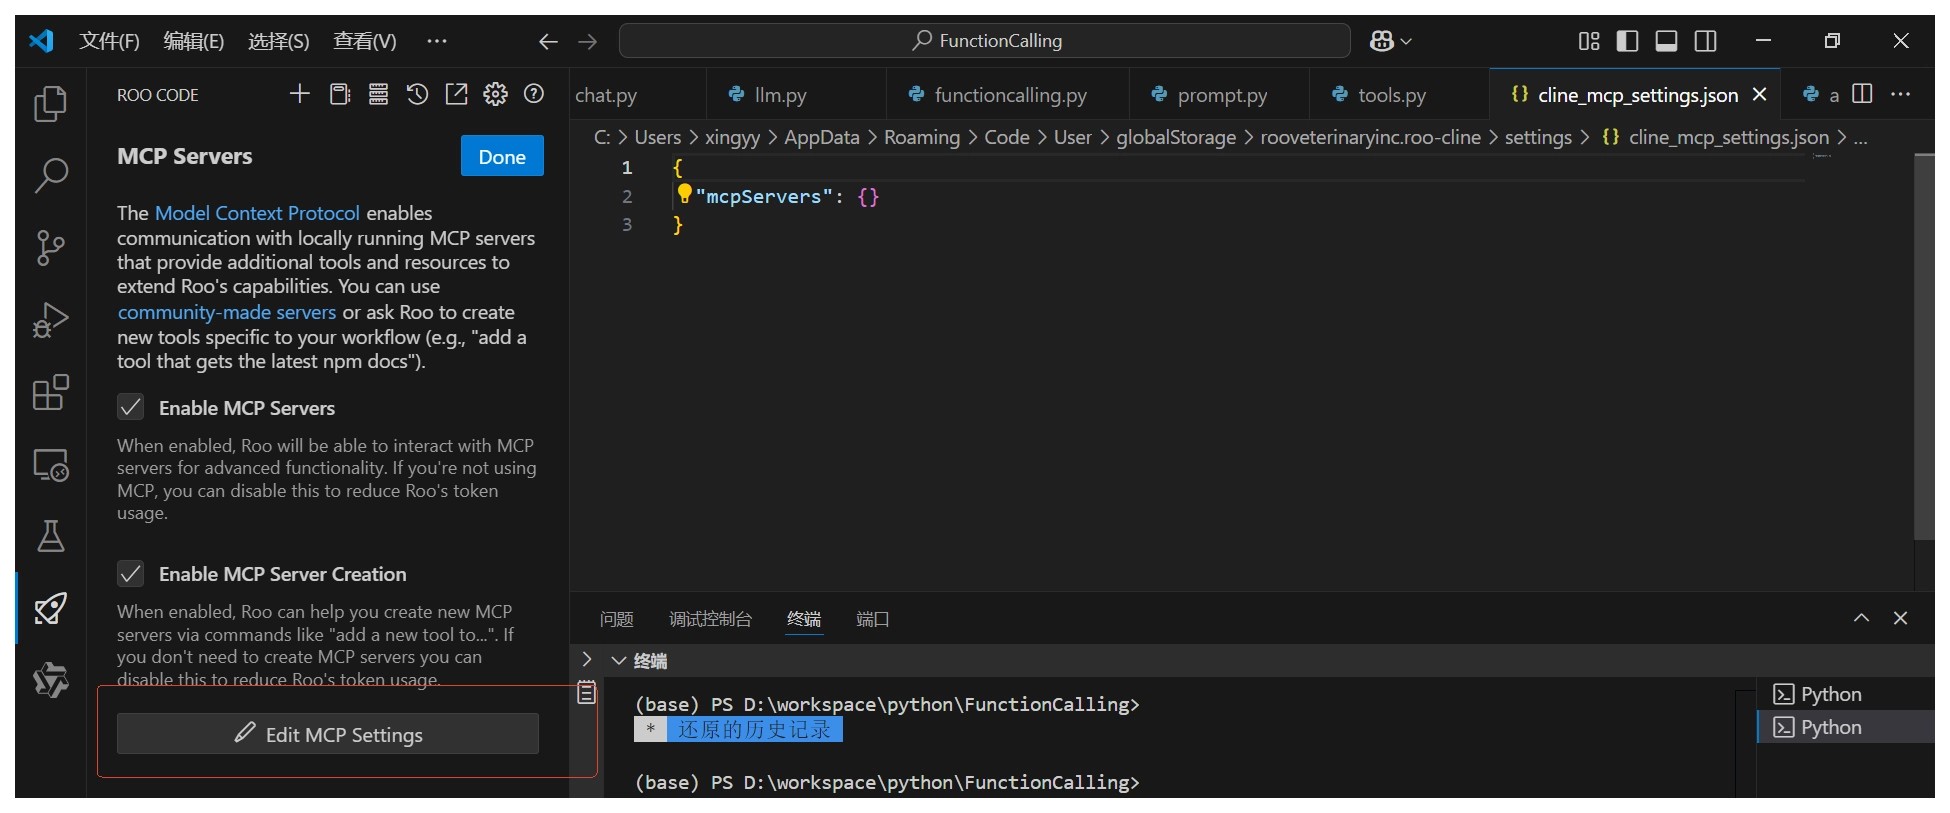 文件(F) 编辑(E) 选择(S) 查看(V) ··· FunctionCalling
ROO CODE
MCP Servers
Done
The Model Context Protocol enables
communication with locally running MCP servers
that provide additional tools and resources to
extend Roo's capabilities. You can use
community-made servers or ask Roo to create
new tools specific to your workflow (e.g., "add a
tool that gets the latest npm docs").
Enable MCP Servers
When enabled, Roo will be able to interact with MCP
servers for advanced functionality. If you're not using
MCP, you can disable this to reduce Roo's token
usage.
Enable MCP Server Creation
When enabled, Roo can help you create new MCP
servers via commands like "add a new tool to...". If
you don't need to create MCP servers you can
disable this to reduce Roo's token usage.
Edit MCP Settings
chat.py llm.py functioncalling.py prompt.py tools.py {} cline_mcp_settings.json a ···
C: > Users > xingyy > AppData > Roaming > Code > User > globalStorage > rooveterinaryinc.roo-cline > settings > {} cline_mcp_settings.json > ...
1 {
2 "mcpServers": {}
3 }
问题 调试控制台 终端 端口
终端
(base) PS D:\workspace\python\FunctionCalling>
* 还原的历史记录
(base) PS D:\workspace\python\FunctionCalling>
Python
Python